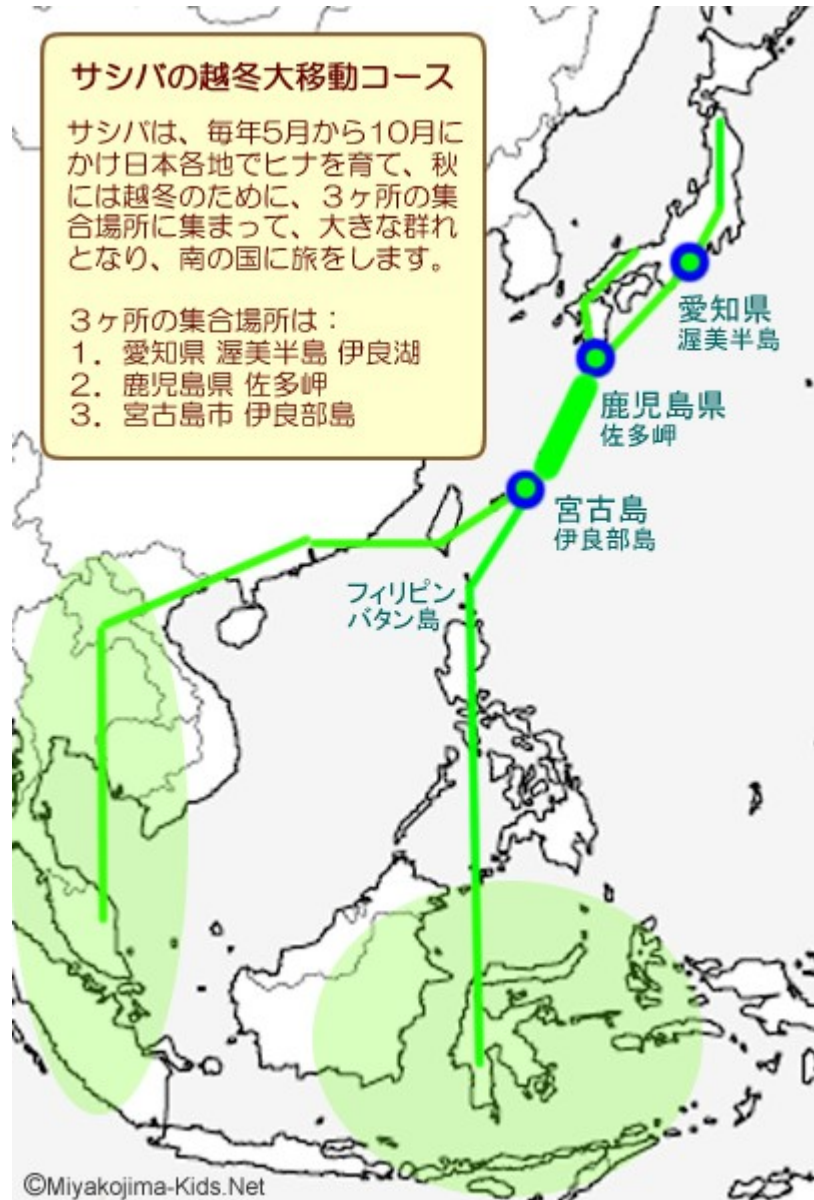 サシバの越冬大移動コース
サシバは、毎年5月から10月に
かけ日本各地でヒナを育て、秋
には越冬のために、3ヶ所の集
合場所に集まって、大きな群れ
となり、南の国に旅をします。
3ヶ所の集合場所は：
1．愛知県 渥美半島 伊良湖
2．鹿児島県 佐多岬
3．宮古島市 伊良部島
愛知県
渥美半島
鹿児島県
佐多岬
宮古島
伊良部島
フィリピン
バタン島
©Miyakojima-Kids.Net